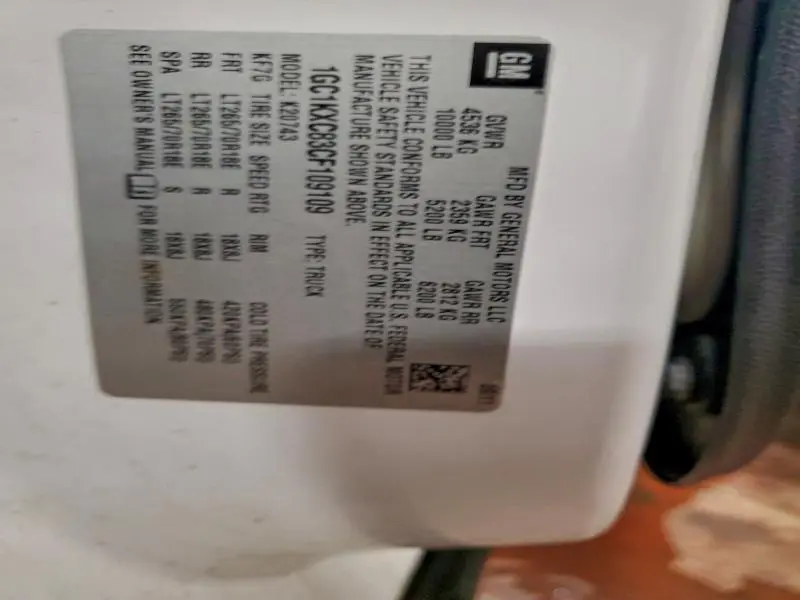 GM
MFD BY GENERAL MOTORS LLC
GVWR GAWR FRT GAWR RR
4536 KG 2359 KG 2812 KG
10000 LB 5200 LB 6200 LB
THIS VEHICLE CONFORMS TO ALL APPLICABLE U.S. FEDERAL MOTOR
VEHICLE SAFETY STANDARDS IN EFFECT ON THE DATE OF
MANUFACTURE SHOWN ABOVE.
1GC1KXC83CF109109 TYPE: TRUCK
MODEL: K20743
KF7G TIRE SIZE SPEED RTG RIM COLD TIRE PRESSURE
FRT LT265/70R18E R 18X8J
RR LT265/70R18E R 18X8J
SPA LT265/70R18E S 18X8J
SEE OWNER'S MANUAL FOR MORE INFORMATION